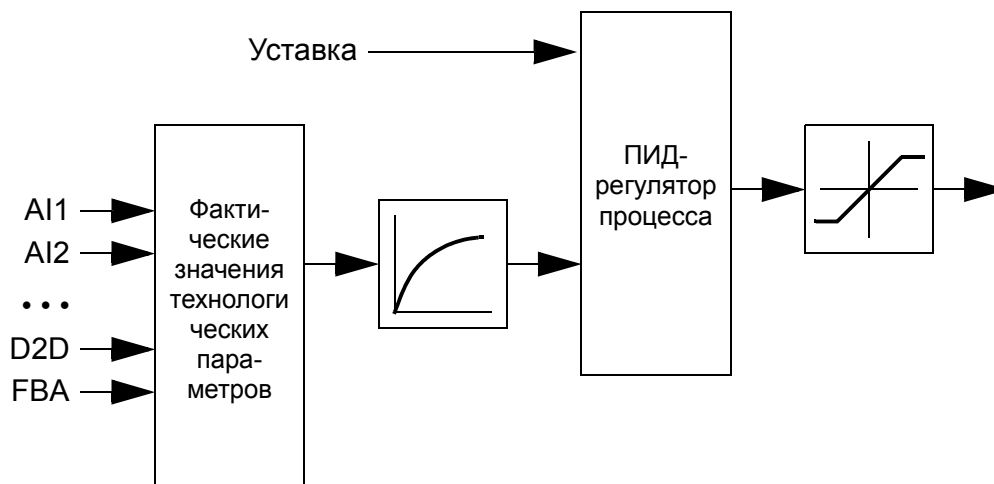 Уставка
AI1
AI2
• • •
D2D
FBA
Факти-
ческие
значения
технологи
ческих
пара-
метров
ПИД-
регулятор
процесса